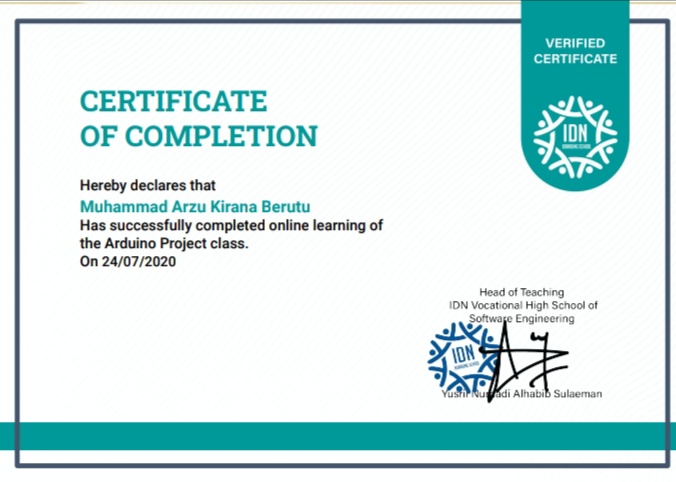 VERIFIED
CERTIFICATE
IDN
BOARDING SCHOOL
CERTIFICATE
OF COMPLETION
Hereby declares that
Muhammad Arzu Kirana Berutu
Has successfully completed online learning of
the Arduino Project class.
On 24/07/2020
Head of Teaching
IDN Vocational High School of
Software Engineering
IDN
BOARDING SCHOOL
Alhabib Sulaeman